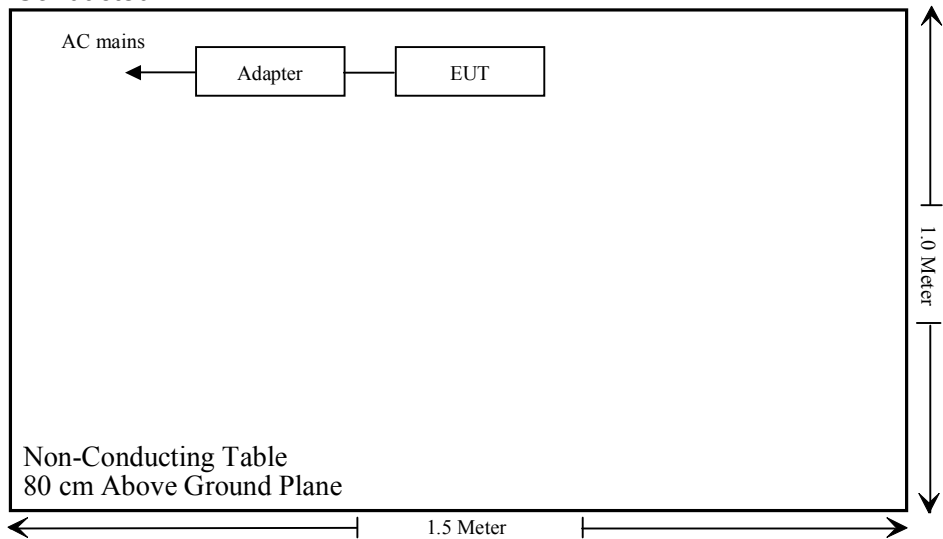 AC mains
Adapter
EUT
1.0 Meter
Non-Conducting Table
80 cm Above Ground Plane
1.5 Meter